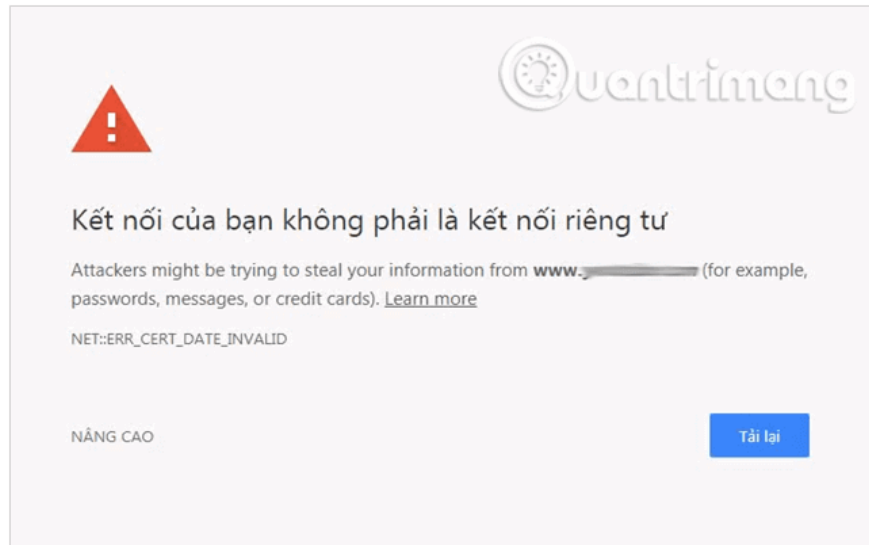 Quantrimang
Kết nối của bạn không phải là kết nối riêng tư
Attackers might be trying to steal your information from www. (for example,
passwords, messages, or credit cards). Learn more
NET::ERR_CERT_DATE_INVALID
NÂNG CAO
Tải lại